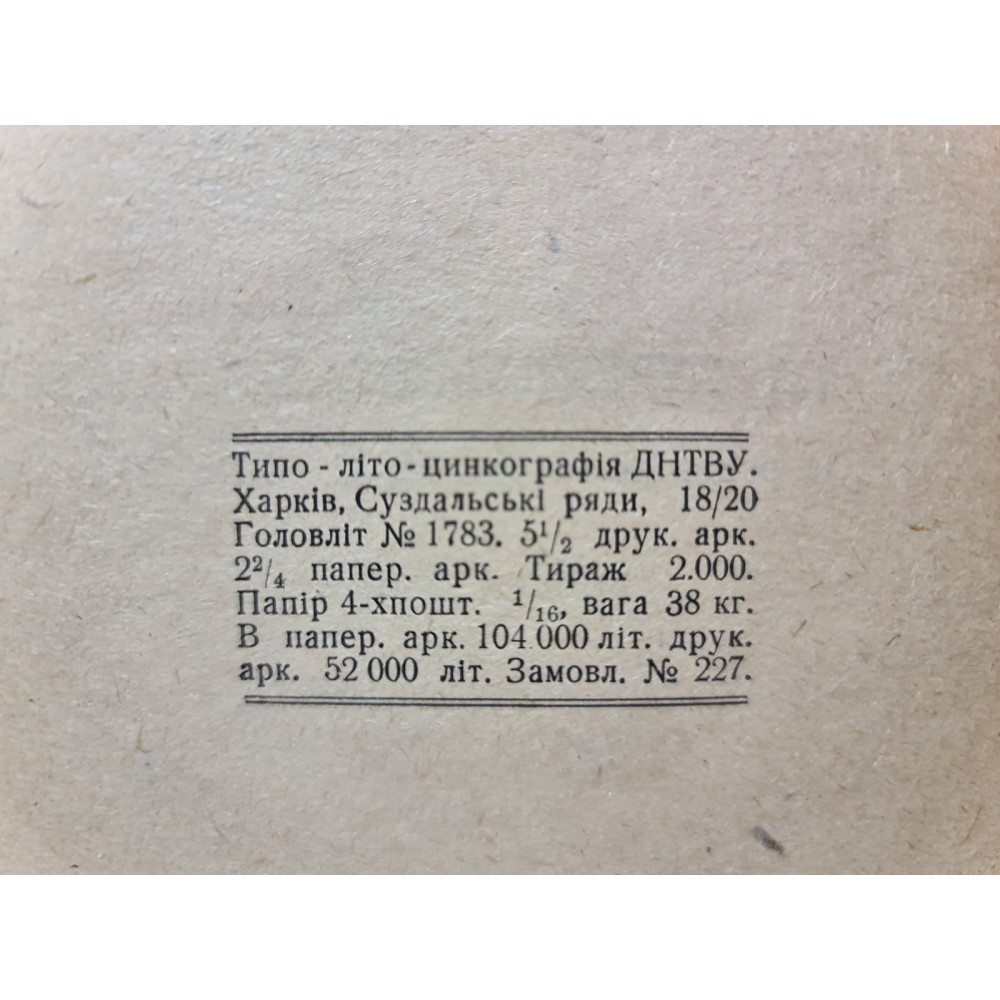 Типо - літо - цинкографія ДНТВУ.
Харків, Суздальські ряди, 18/20
Головліт № 1783. 5¹/₂ друк. арк.
2²/₄ папер. арк. Тираж 2.000.
Папір 4-хпошт. ¹/₁₆, вага 38 кг.
В папер. арк. 104.000 літ. друк.
арк. 52 000 літ. Замовл. № 227.